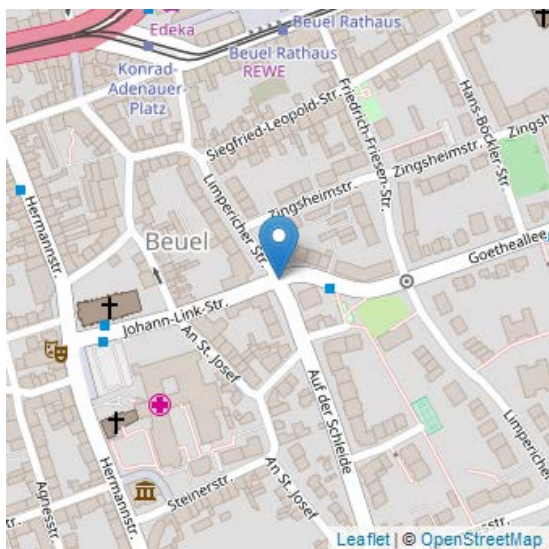 Edeka
Beuel Rathaus
Konrad-
Adenauer-
Platz
Beuel Rathaus
REWE
Siegfried-Leopold-Str.
Friedrich-Friesen-Str.
Hans-Böckler-Str
Zingsheimstr.
Zingsh
Zingsheimstr.
Limpericher Str.
Hermannstr.
Beuel
Goetheallee
Johann-Link-Str.
An St. Josef
Auf der Schleide
Limpericher
Hermannstr.
Agnesstr.
Steinerstr.
An St. Josef
Leaflet | © OpenStreetMap